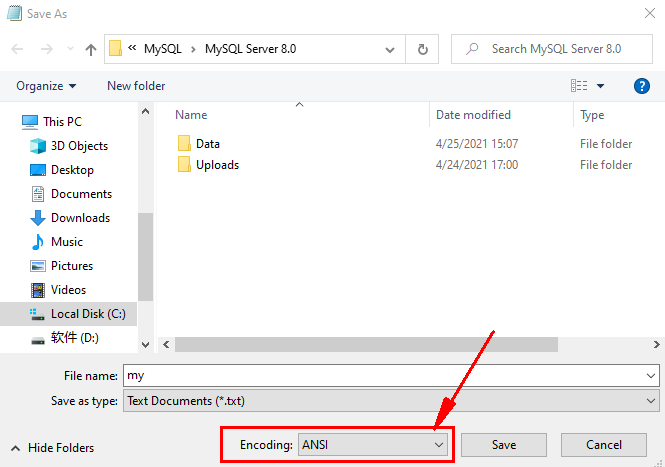 Save As
« MySQL › MySQL Server 8.0
Search MySQL Server 8.0
Organize
New folder
?
This PC
3D Objects
Desktop
Documents
Downloads
Music
Pictures
Videos
Local Disk (C:)
软件 (D:)
Name Date modified Type
Data 4/25/2021 15:07 File folder
Uploads 4/24/2021 17:00 File folder
File name: my
Save as type: Text Documents (*.txt)
Hide Folders
Encoding: ANSI
Save
Cancel